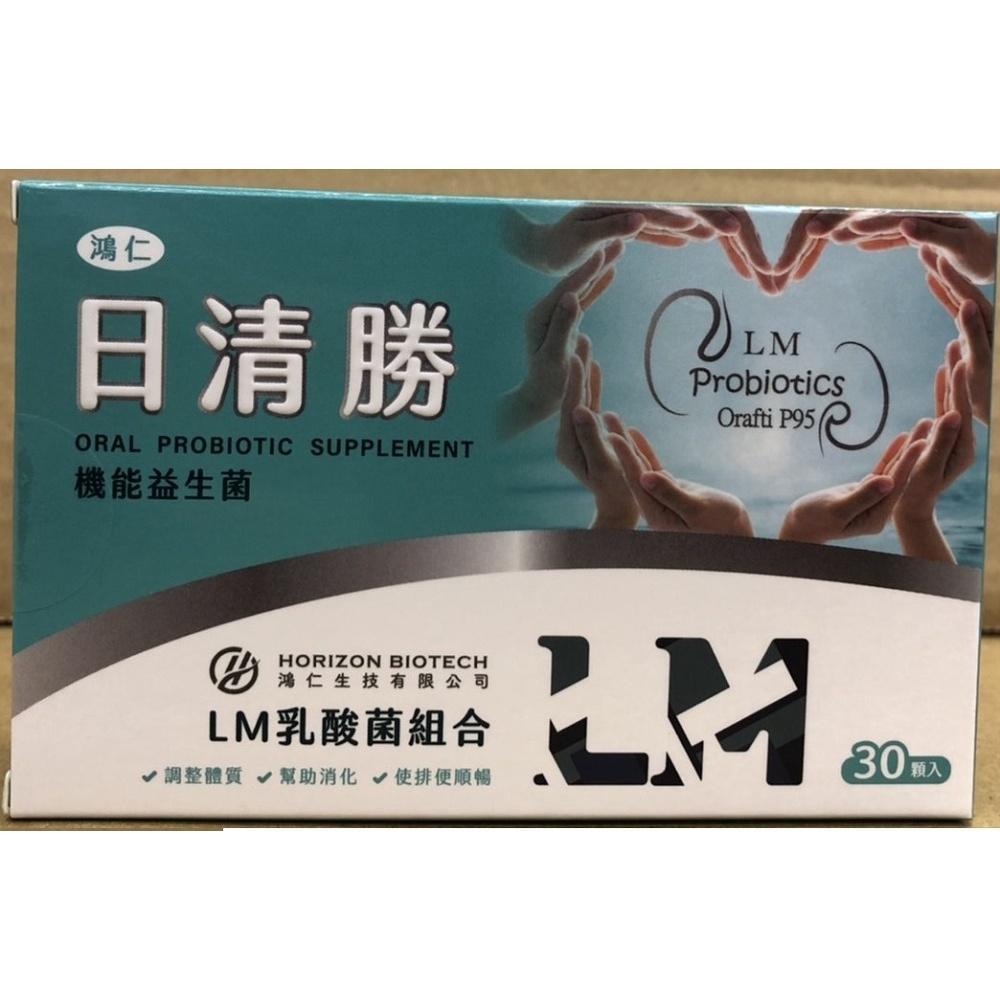 鴻仁
日清勝
ORAL PROBIOTIC SUPPLEMENT
機能益生菌
LM
Probiotics
Orafti P95
HORIZON BIOTECH
鴻仁生技有限公司
LM乳酸菌組合
✓調整體質 ✓幫助消化 ✓使排便順暢
LM
30顆入